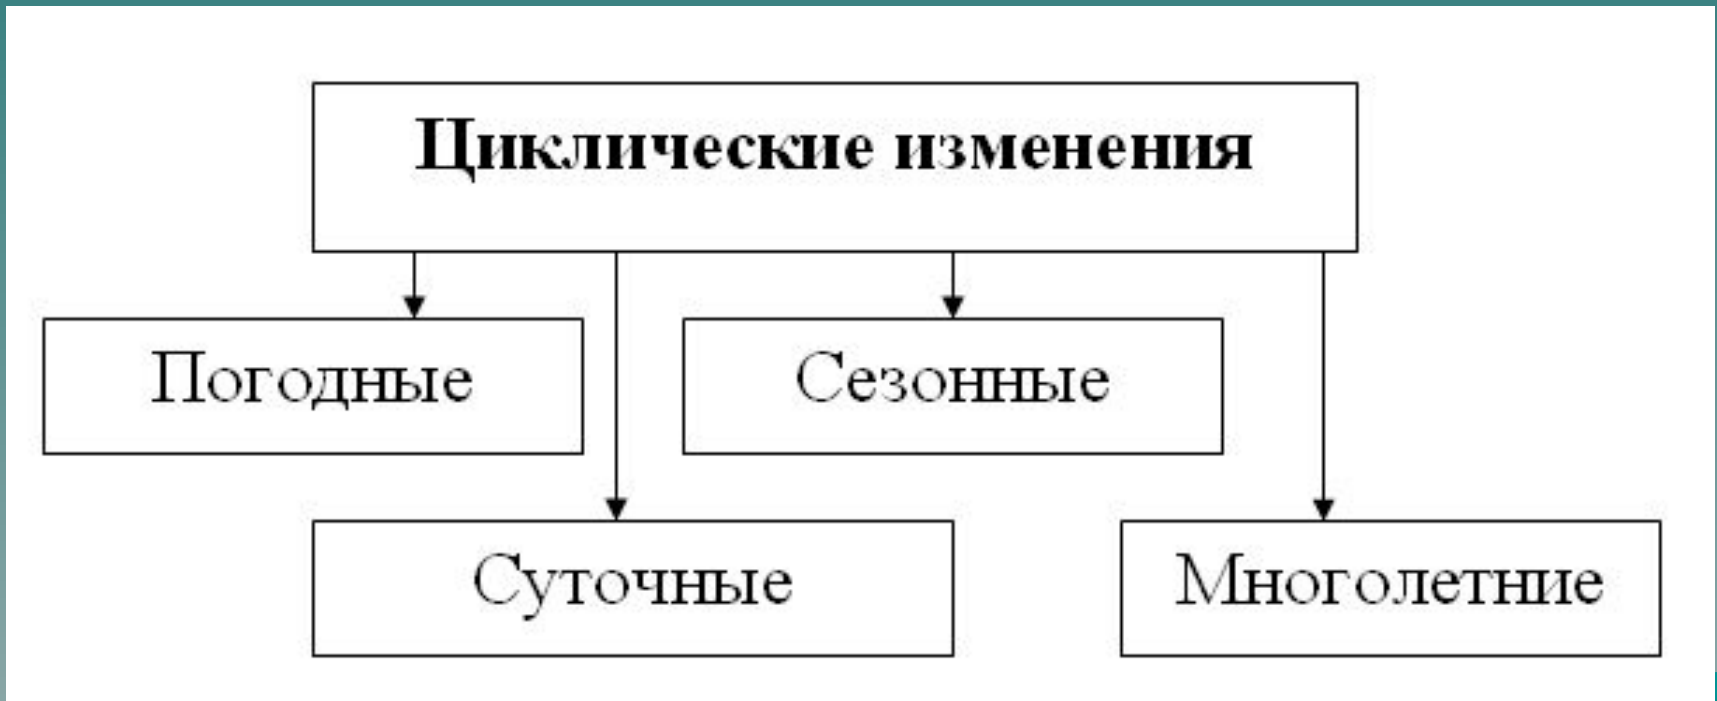 Циклические изменения
Погодные
Сезонные
Суточные
Многолетние